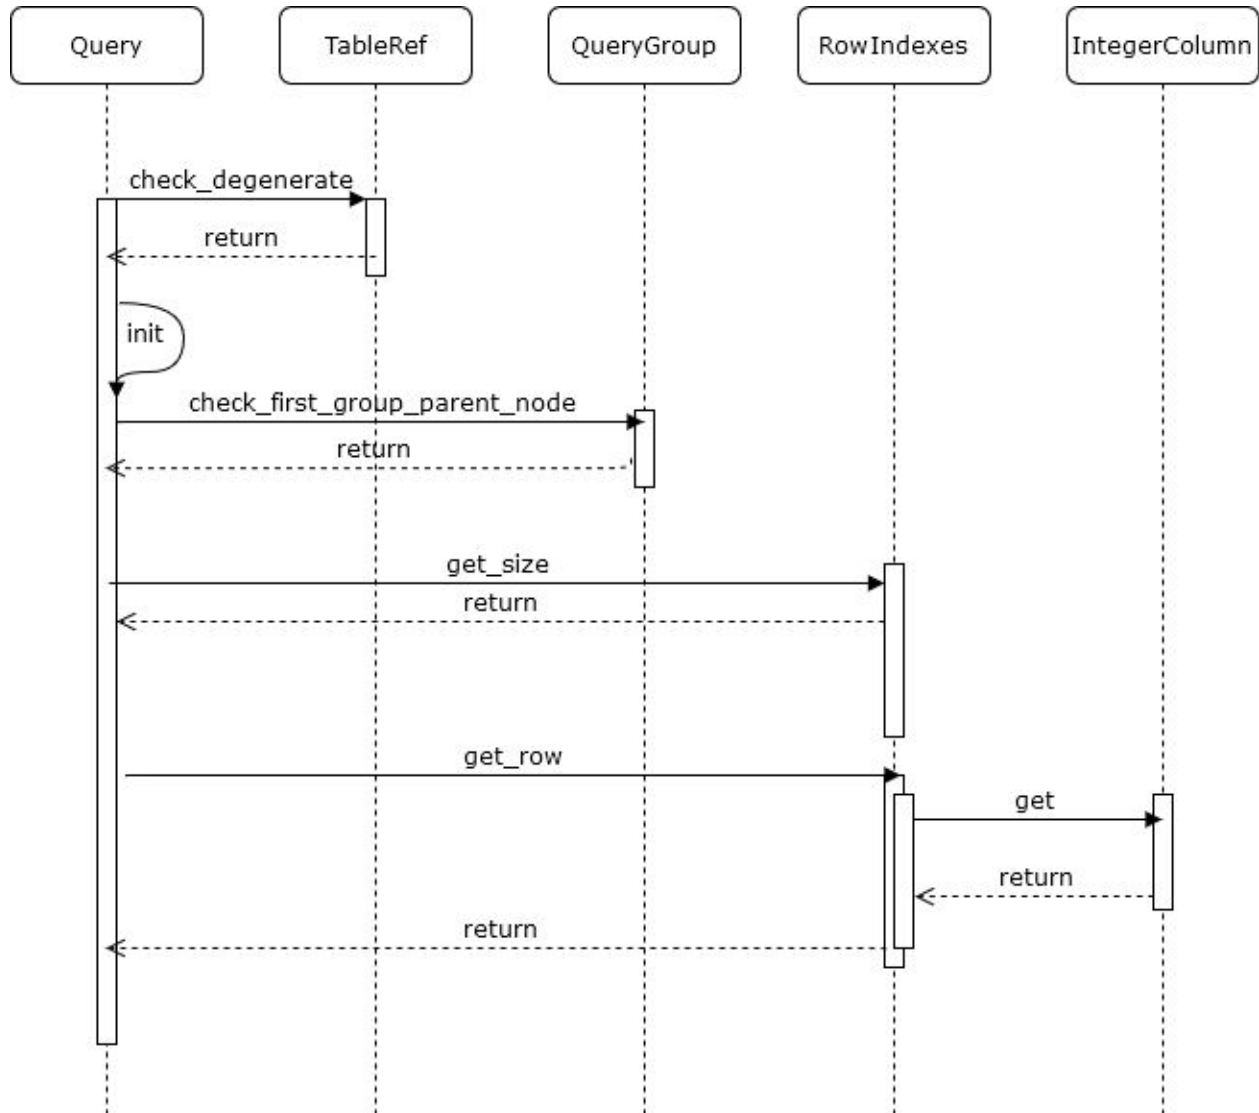 Query TableRef QueryGroup RowIndexes IntegerColumn
check_degenerate
return
init
check_first_group_parent_node
return
get_size
return
get_row
get
return
return